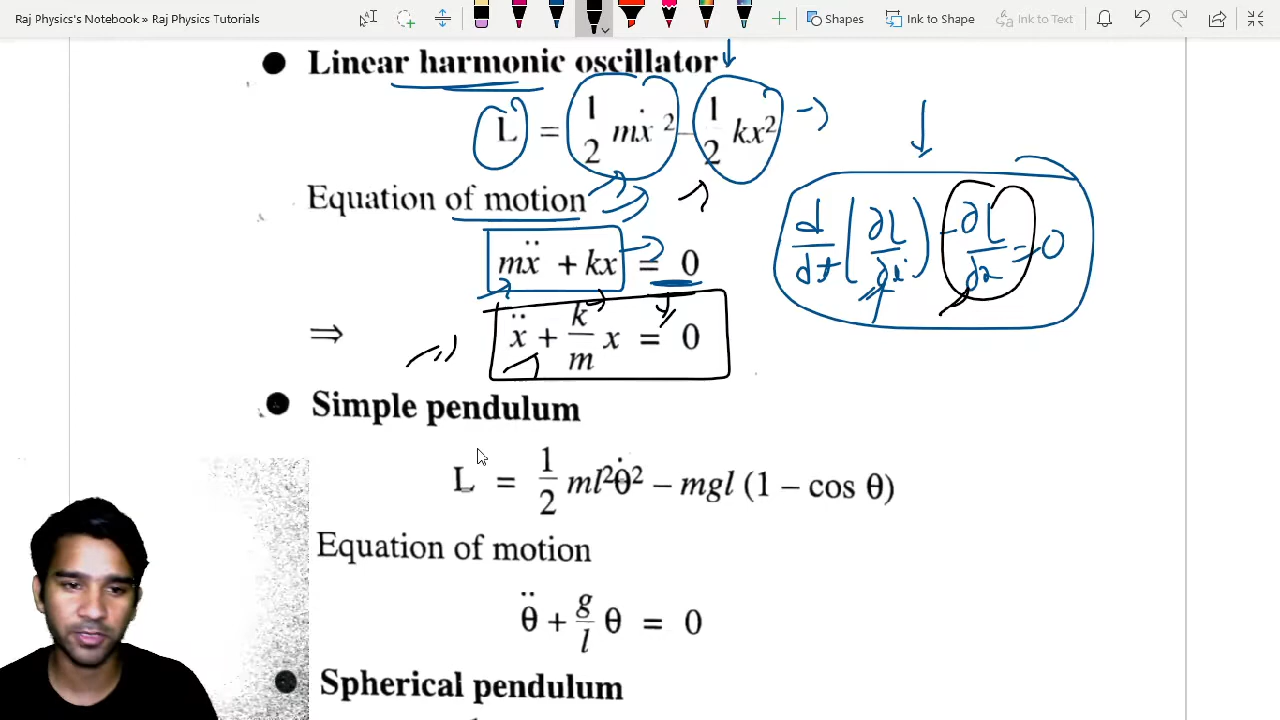 Raj Physics's Notebook » Raj Physics Tutorials
Shapes
Ink to Shape
Ink to Text
● Linear harmonic oscillator
L = 1/2 mẋ² – 1/2 kx²
Equation of motion
mẍ + kx = 0
⇒ ẍ + k/m x = 0
d/dt (∂L/∂ẋ) - ∂L/∂x = 0
● Simple pendulum
L = 1/2 ml²θ̇² – mgl (1 – cos θ)
Equation of motion
θ̈ + g/l θ = 0
● Spherical pendulum